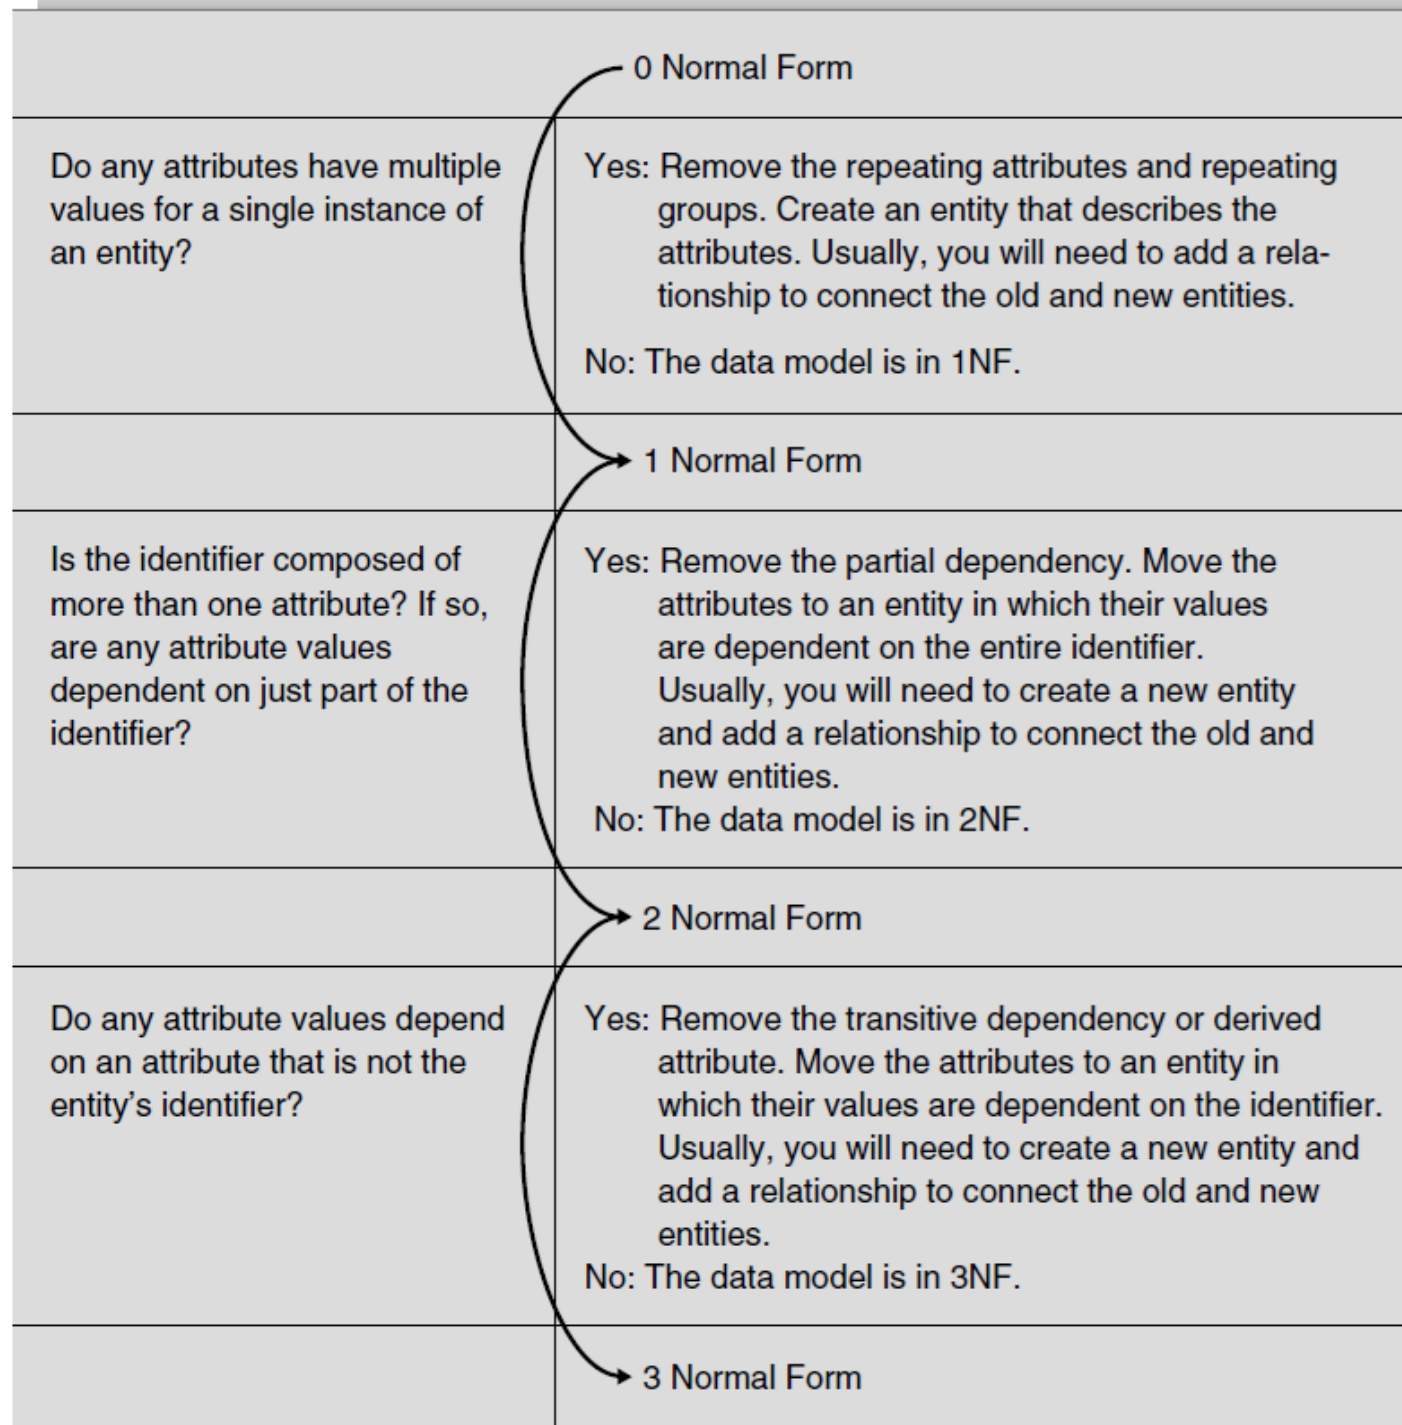 0 Normal Form
Do any attributes have multiple
values for a single instance of
an entity?
Yes: Remove the repeating attributes and repeating
groups. Create an entity that describes the
attributes. Usually, you will need to add a rela-
tionship to connect the old and new entities.
No: The data model is in 1NF.
1 Normal Form
Is the identifier composed of
more than one attribute? If so,
are any attribute values
dependent on just part of the
identifier?
Yes: Remove the partial dependency. Move the
attributes to an entity in which their values
are dependent on the entire identifier.
Usually, you will need to create a new entity
and add a relationship to connect the old and
new entities.
No: The data model is in 2NF.
2 Normal Form
Do any attribute values depend
on an attribute that is not the
entity’s identifier?
Yes: Remove the transitive dependency or derived
attribute. Move the attributes to an entity in
which their values are dependent on the identifier.
Usually, you will need to create a new entity and
add a relationship to connect the old and new
entities.
No: The data model is in 3NF.
3 Normal Form